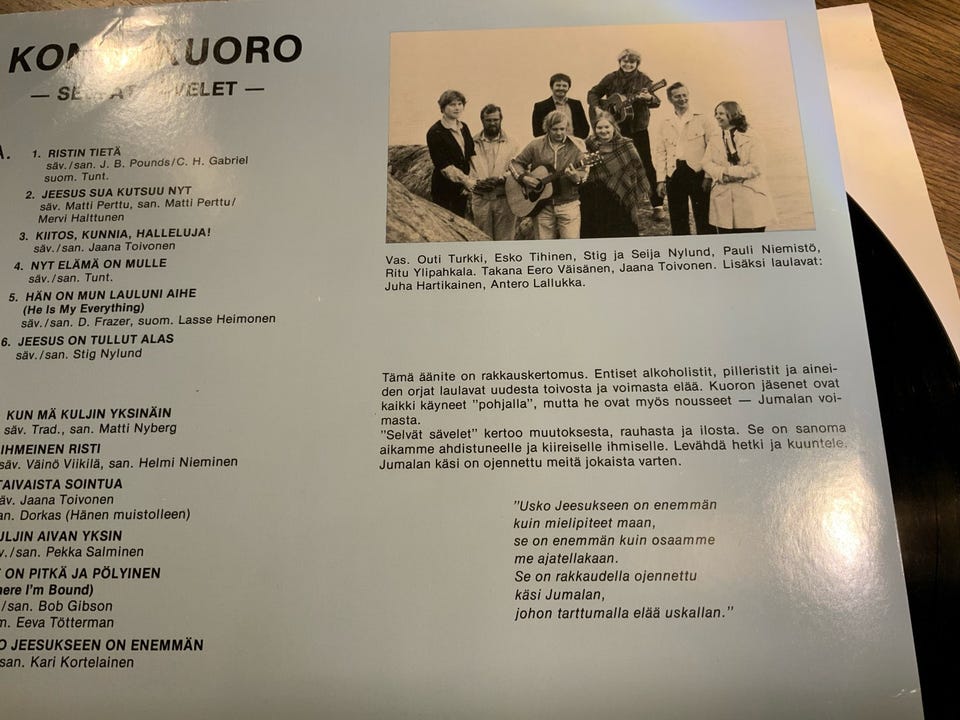 KUORO
A. 1. RISTIN TIETÄ
säv./san. J. B. Pounds/C. H. Gabriel
suom. Tunt.
2. JEESUS SUA KUTSUU NYT
säv. Matti Perttu, san. Matti Perttu/
Mervi Halttunen
3. KIITOS, KUNNIA, HALLELUJA!
säv./san. Jaana Toivonen
4. NYT ELÄMÄ ON MULLE
säv./san. Tunt.
5. HÄN ON MUN LAULUNI AIHE
(He Is My Everything)
säv./san. D. Frazer, suom. Lasse Heimonen
6. JEESUS ON TULLUT ALAS
säv./san. Stig Nylund
KUN MÄ KULJIN YKSINÄIN
säv. Trad., san. Matti Nyberg
IHMEINEN RISTI
säv. Väinö Viikilä, san. Helmi Nieminen
TAIVAISTA SOINTUA
Jaana Toivonen
Dorkas (Hänen muistolleen)
AIVAN YKSIN
/san. Pekka Salminen
ON PITKÄ JA PÖLYINEN
I'm Bound)
/san. Bob Gibson
Eeva Tötterman
JEESUKSEEN ON ENEMMÄN
san. Kari Kortelainen
Vas. Outi Turkki, Esko Tihinen, Stig ja Seija Nylund, Pauli Niemistö,
Ritu Ylipahkala. Takana Eero Väisänen, Jaana Toivonen. Lisäksi laulavat:
Juha Hartikainen, Antero Lallukka.
Tämä äänite on rakkauskertomus. Entiset alkoholistit, pilleristit ja ainei-
den orjat laulavat uudesta toivosta ja voimasta elää. Kuoron jäsenet ovat
kaikki käyneet "pohjalla", mutta he ovat myös nousseet — Jumalan voi-
masta.
"Selvät sävelet" kertoo muutoksesta, rauhasta ja ilosta. Se on sanoma
aikamme ahdistuneelle ja kiireiselle ihmiselle. Levähdä hetki ja kuuntele.
Jumalan käsi on ojennettu meitä jokaista varten.
"Usko Jeesukseen on enemmän
kuin mielipiteet maan,
se on enemmän kuin osaamme
me ajatellakaan.
Se on rakkaudella ojennettu
käsi Jumalan,
johon tarttumalla elää uskallan."